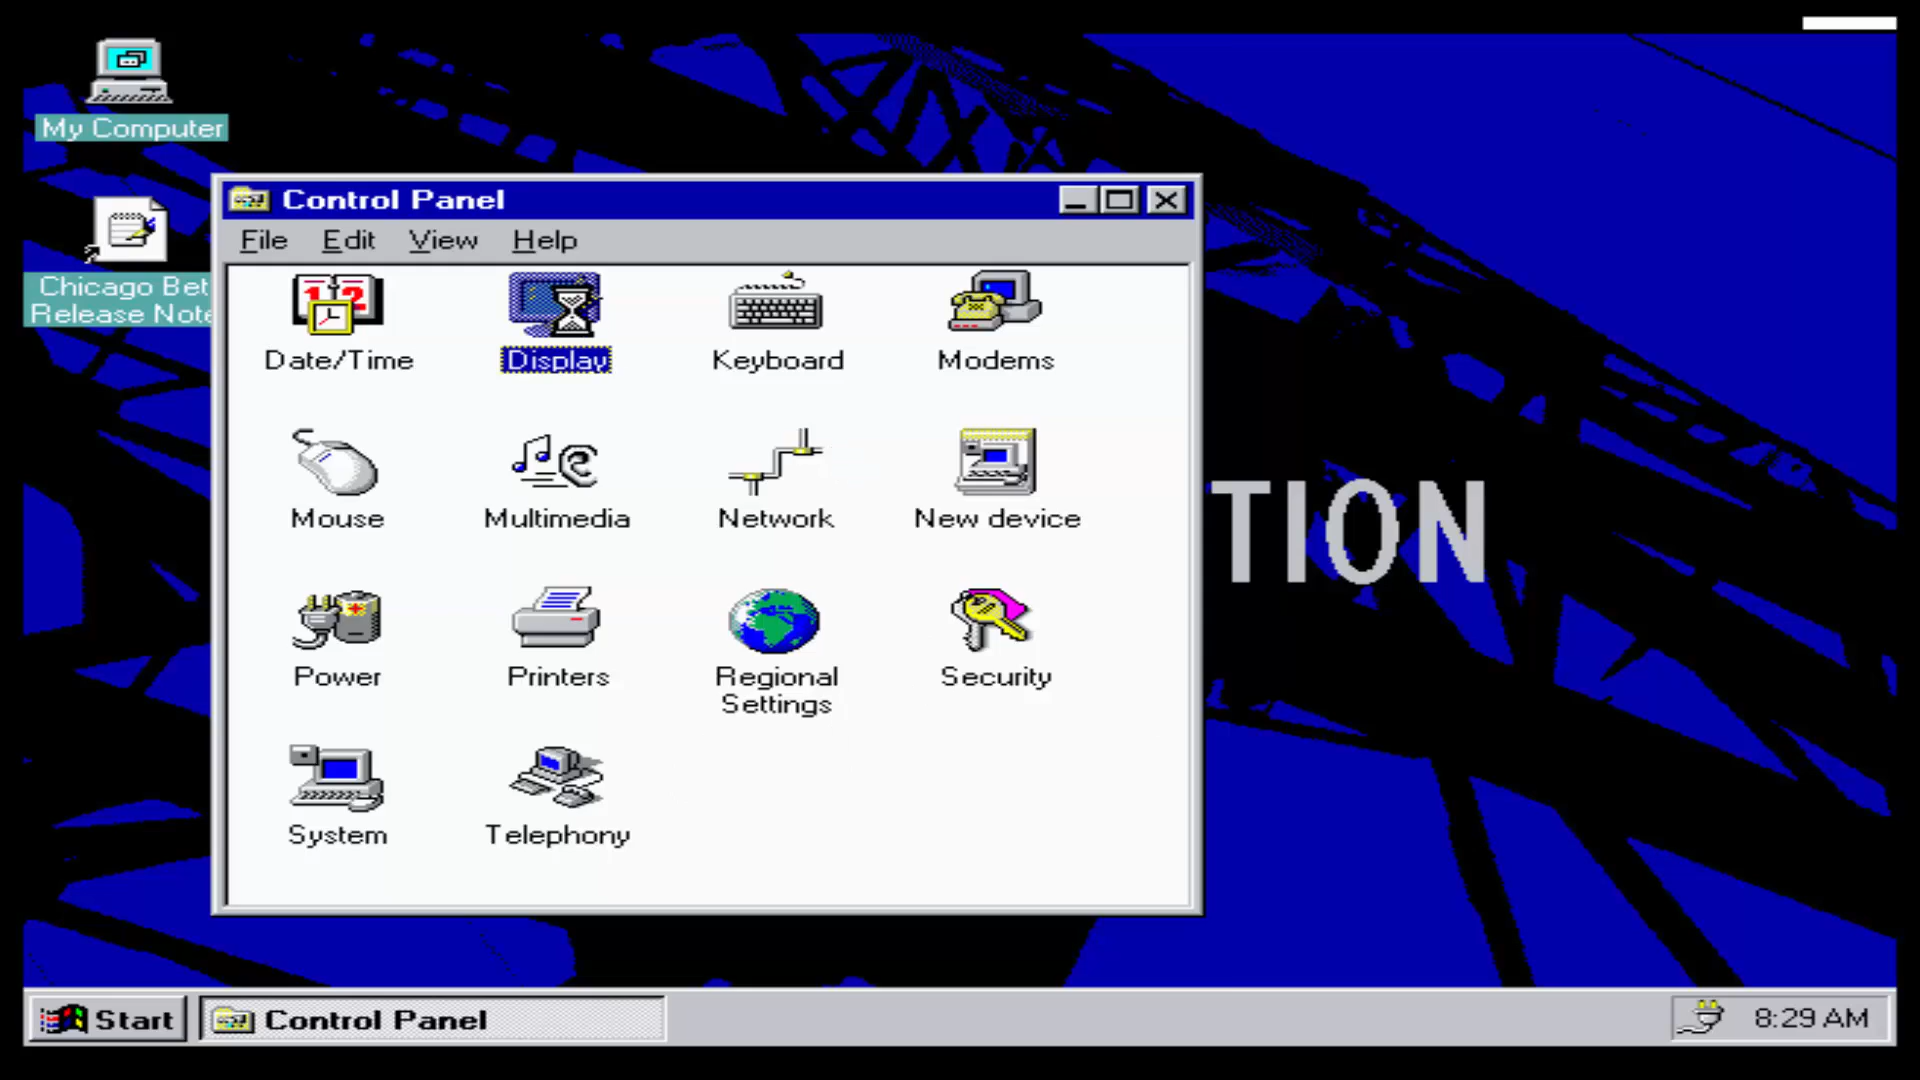 My Computer
Chicago Bet
Release Note
Control Panel
File Edit View Help
Date/Time Display Keyboard Modems
Mouse Multimedia Network New device
Power Printers Regional Settings Security
System Telephony
TION
Start Control Panel 8:29 AM